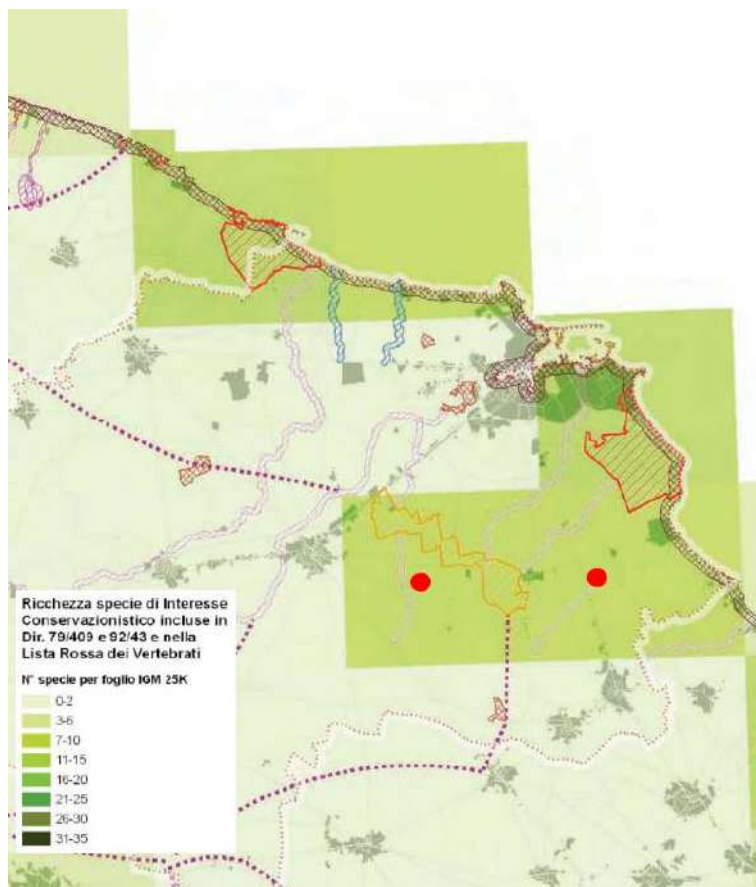 Ricchezza specie di Interesse
Conservazionistico incluse in
Dir. 79/409 e 92/43 e nella
Lista Rossa dei Vertebrati
N° specie per foglio IGM 25K
0-2
3-6
7-10
11-15
16-20
21-25
26-30
31-35